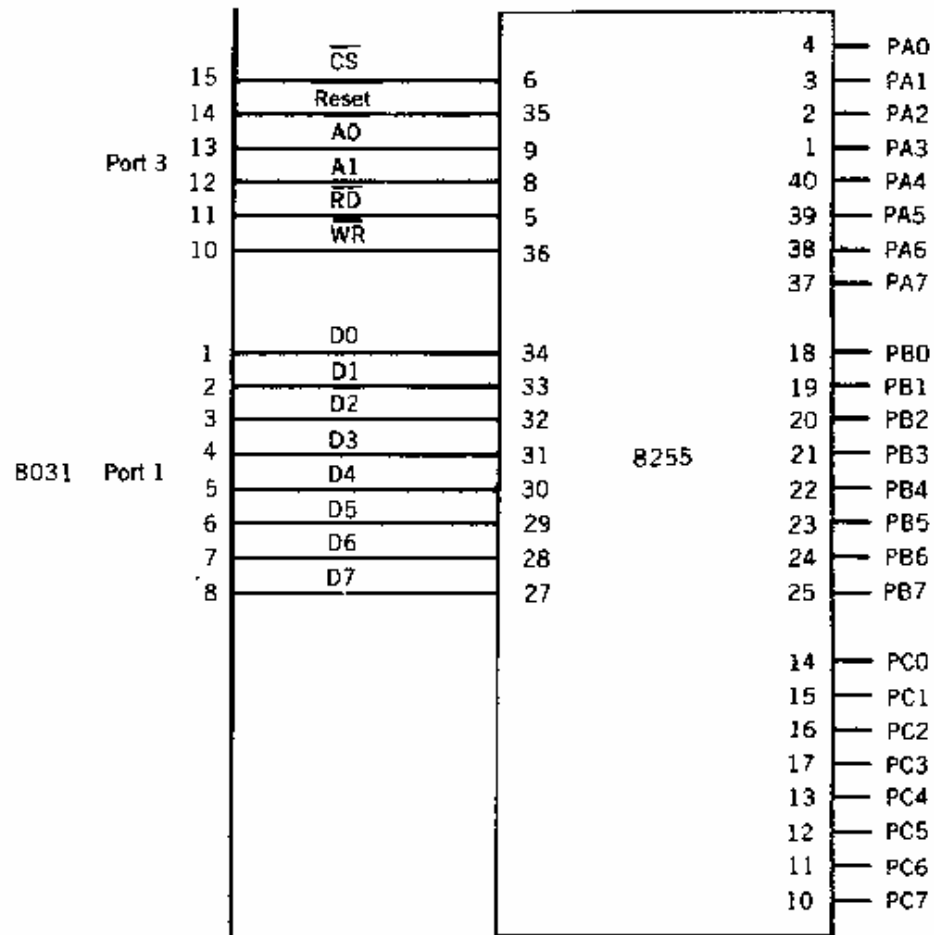 4 PA0
CS
15 6 3 PA1
Reset
14 35 2 PA2
A0
13 9 1 PA3
Port 3
A1
12 8 40 PA4
RD
11 5 39 PA5
WR
10 36 38 PA6
37 PA7
D0
1 34 18 PB0
D1
2 33 19 PB1
D2
3 32 20 PB2
D3
4 31 21 PB3
8031 Port 1 8255
D4
5 30 22 PB4
D5
6 29 23 PB5
D6
7 28 24 PB6
D7
8 27 25 PB7
14 PC0
15 PC1
16 PC2
17 PC3
13 PC4
12 PC5
11 PC6
10 PC7